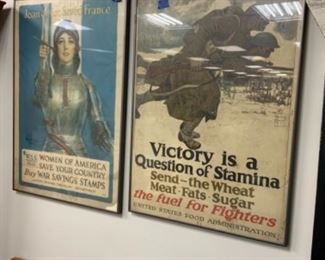 Joan of Arc Saved France
WOMEN OF AMERICA
SAVE YOUR COUNTRY
Buy WAR SAVINGS STAMPS
Victory is a
Question of Stamina
Send-the Wheat
Meat·Fats·Sugar
the fuel for Fighters
UNITED STATES FOOD ADMINISTRATION